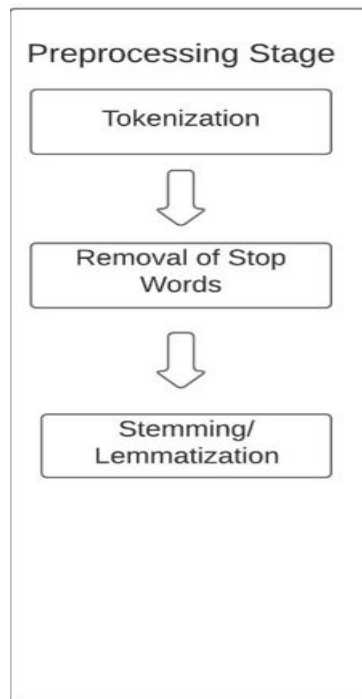 Preprocessing Stage
Tokenization
Removal of Stop
Words
Stemming/
Lemmatization